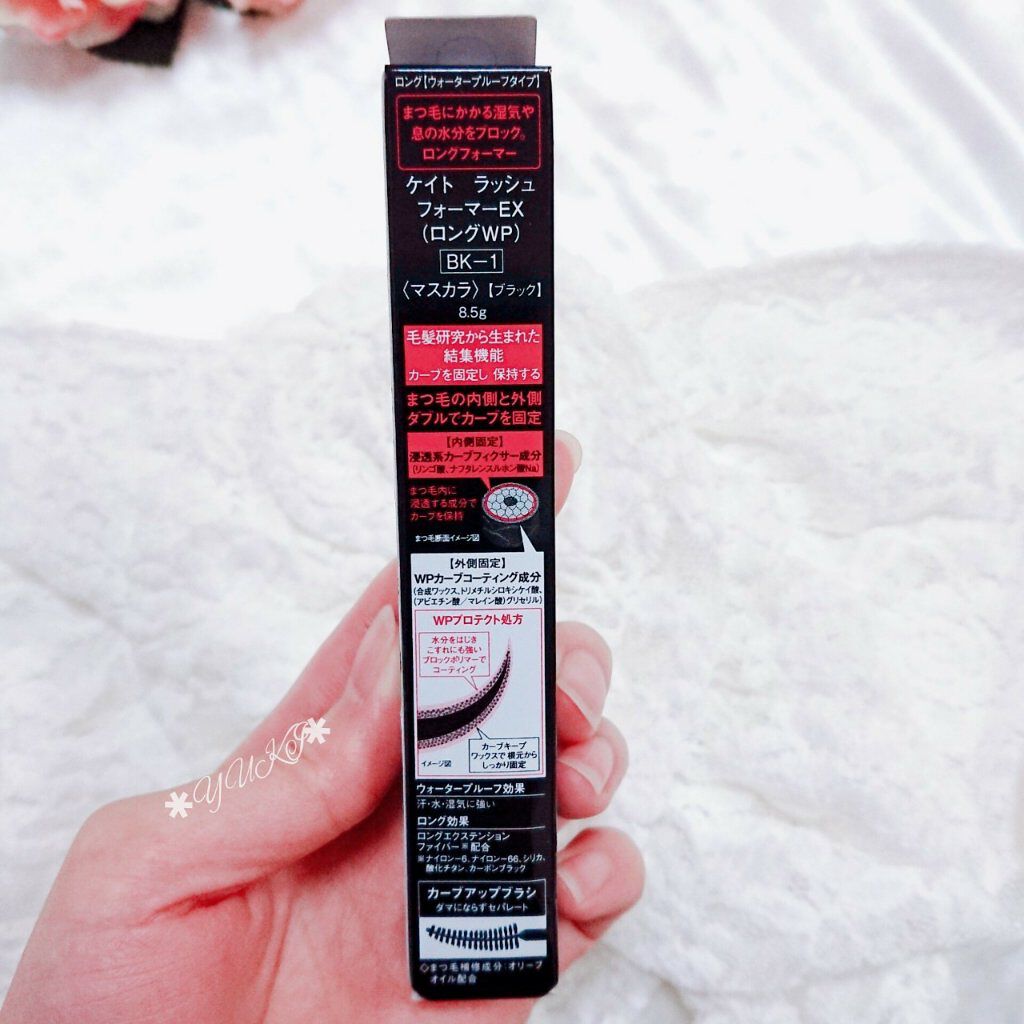 ロング【ウォータープルーフタイプ】
まつ毛にかかる湿気や
息の水分をブロック。
ロングフォーマー
ケイト　ラッシュ
フォーマーEX
(ロングWP)
BK-1
〈マスカラ〉【ブラック】
8.5g
毛髪研究から生まれた
結集機能
カーブを固定し 保持する
まつ毛の内側と外側
ダブルでカーブを固定
【内側固定】
浸透系カーブフィクサー成分
(リンゴ酸、ナフタレンスルホン酸Na)
まつ毛内に
浸透する成分で
カーブを保持
まつ毛断面イメージ図
【外側固定】
WPカーブコーティング成分
(合成ワックス、トリメチルシロキシケイ酸、
(アビエチン酸／マレイン酸)グリセリル)
WPプロテクト処方
水分をはじき
こすれにも強い
ブロックポリマーで
コーティング
カーブキープ
ワックスで 根元から
しっかり固定
イメージ図
ウォータープルーフ効果
汗・水・湿気に強い
ロング効果
ロングエクステンション
ファイバー※配合
※ナイロン-6、ナイロン-66、シリカ、
酸化チタン、カーボンブラック
カーブアップブラシ
ダマにならずセパレート
◇まつ毛補修成分:オリーブ
オイル配合
*YUKI*